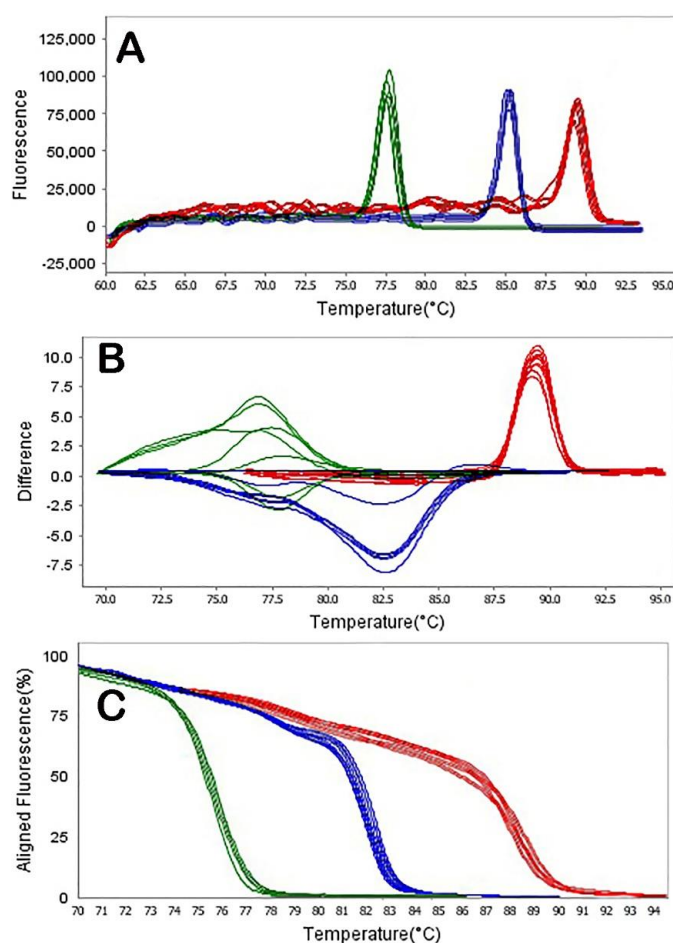 A
125,000
100,000
75,000
50,000
25,000
0
-25,000
Fluorescence
60.0 62.5 65.0 67.5 70.0 72.5 75.0 77.5 80.0 82.5 85.0 87.5 90.0 92.5 95.0
Temperature(°C)
B
10.0
7.5
5.0
2.5
0.0
-2.5
-5.0
-7.5
Difference
70.0 72.5 75.0 77.5 80.0 82.5 85.0 87.5 90.0 92.5 95.0
Temperature(°C)
C
100
75
50
25
0
Aligned Fluorescence(%)
70 71 72 73 74 75 76 77 78 79 80 81 82 83 84 85 86 87 88 89 90 91 92 93 94
Temperature(°C)